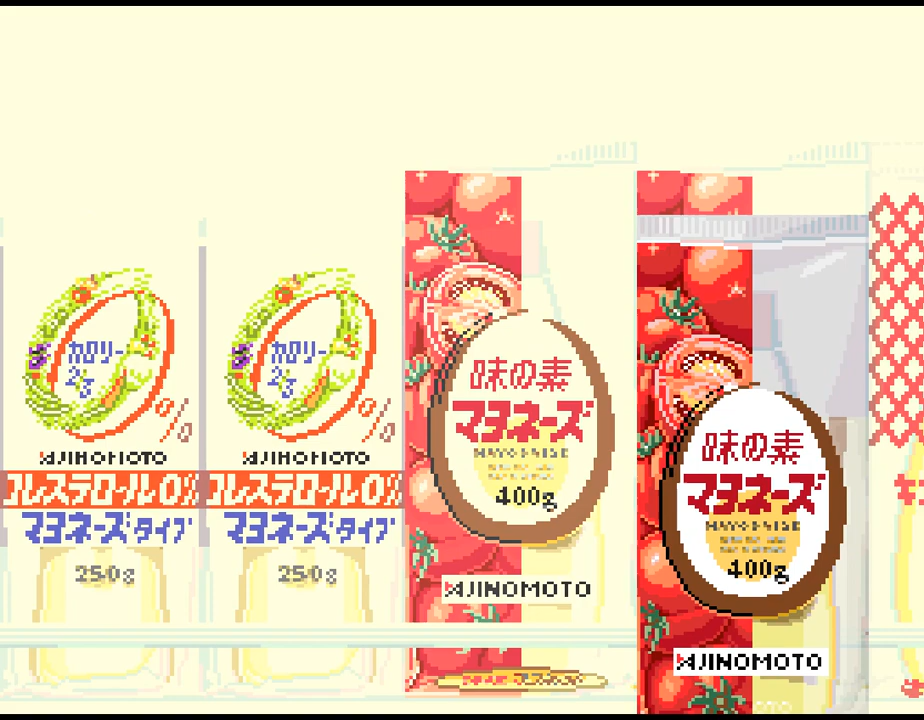 カロリー
2/3
%
AJINOMOTO
コレステロール0%
マヨネーズタイプ
250g
カロリー
2/3
%
AJINOMOTO
コレステロール0%
マヨネーズタイプ
250g
味の素
マヨネーズ
MAYONAISE
400g
AJINOMOTO
味の素
マヨネーズ
MAYONAISE
400g
AJINOMOTO